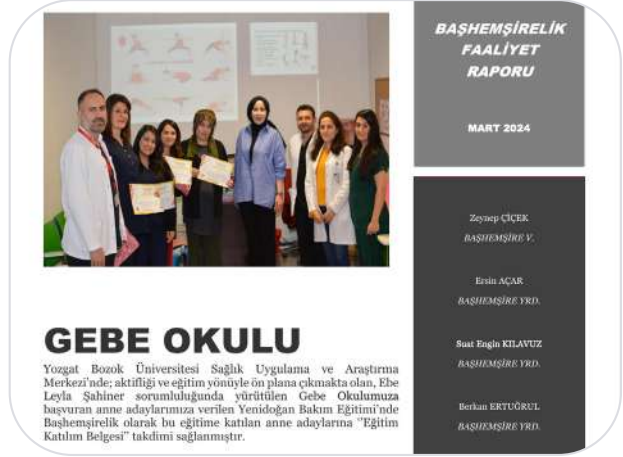 BAŞHEMŞİRELİK
FAALİYET
RAPORU
MART 2024
Zeynep ÇİÇEK
BAŞHEMŞİRE V.
Ersin AÇAR
BAŞHEMŞİRE YRD.
Suat Engin KILAVUZ
BAŞHEMŞİRE YRD.
Berkan ERTUĞRUL
BAŞHEMŞİRE YRD.
GEBE OKULU
Yozgat Bozok Üniversitesi Sağlık Uygulama ve Araştırma
Merkezi'nde; aktifliği ve eğitim yönüyle ön plana çıkmakta olan, Ebe
Leyla Şahiner sorumluluğunda yürütülen Gebe Okulumuza
başvuran anne adaylarımıza verilen Yenidoğan Bakım Eğitimi'nde
Başhemşirelik olarak bu eğitime katılan anne adaylarına ''Eğitim
Katılım Belgesi'' takdimi sağlanmıştır.